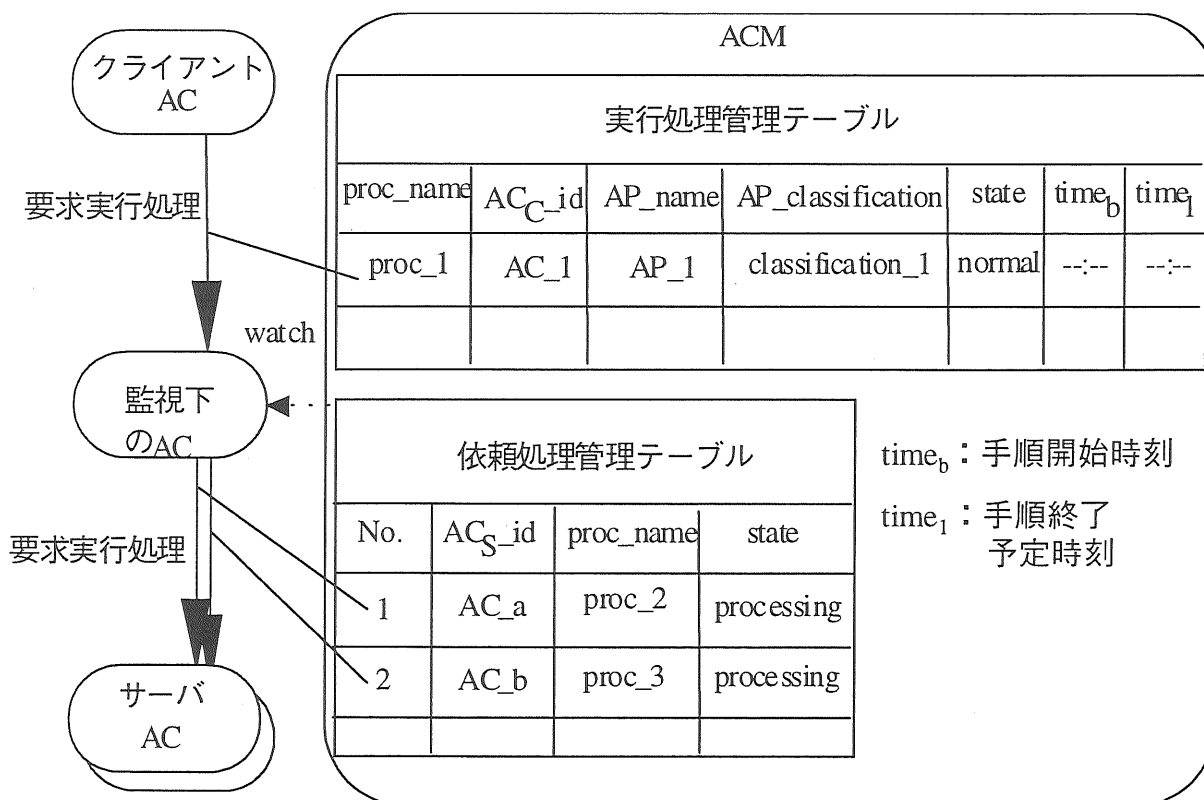 クライアント
AC
要求実行処理
watch
監視下
のAC
要求実行処理
サーバ
AC
ACM
実行処理管理テーブル
proc_name ACC_id AP_name AP_classification state timeb timel
proc_1 AC_1 AP_1 classification_1 normal --:-- --:--
依頼処理管理テーブル
No. ACS_id proc_name state
1 AC_a proc_2 processing
2 AC_b proc_3 processing
timeb：手順開始時刻
timel：手順終了
予定時刻